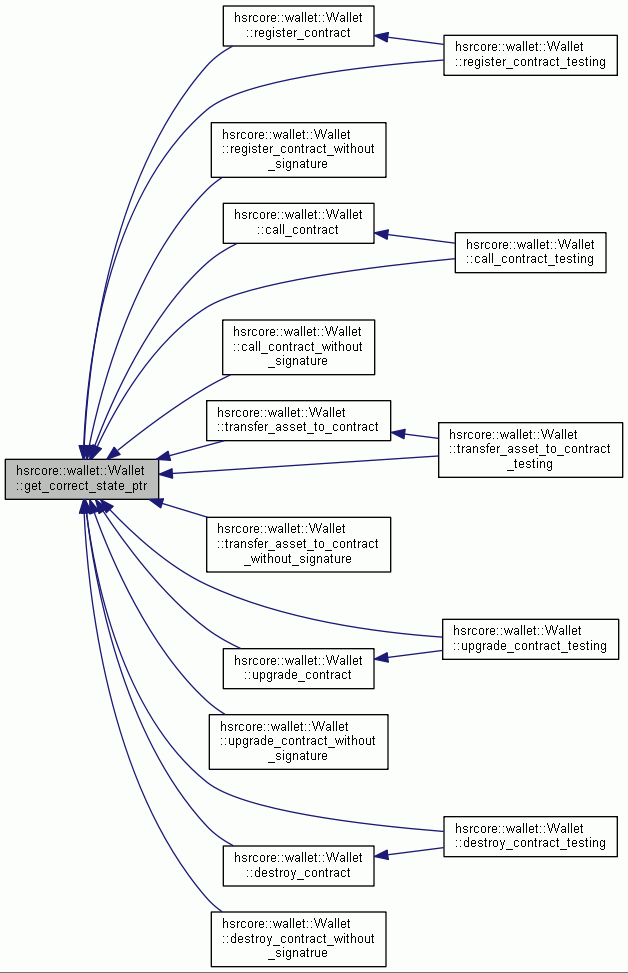 hsrcore::wallet::Wallet
::register_contract
hsrcore::wallet::Wallet
::register_contract_testing
hsrcore::wallet::Wallet
::register_contract_without
_signature
hsrcore::wallet::Wallet
::call_contract
hsrcore::wallet::Wallet
::call_contract_testing
hsrcore::wallet::Wallet
::call_contract_without
_signature
hsrcore::wallet::Wallet
::transfer_asset_to_contract
hsrcore::wallet::Wallet
::transfer_asset_to_contract
_testing
hsrcore::wallet::Wallet
::get_correct_state_ptr
hsrcore::wallet::Wallet
::transfer_asset_to_contract
_without_signature
hsrcore::wallet::Wallet
::upgrade_contract_testing
hsrcore::wallet::Wallet
::upgrade_contract
hsrcore::wallet::Wallet
::upgrade_contract_without
_signature
hsrcore::wallet::Wallet
::destroy_contract_testing
hsrcore::wallet::Wallet
::destroy_contract
hsrcore::wallet::Wallet
::destroy_contract_without
_signatrue